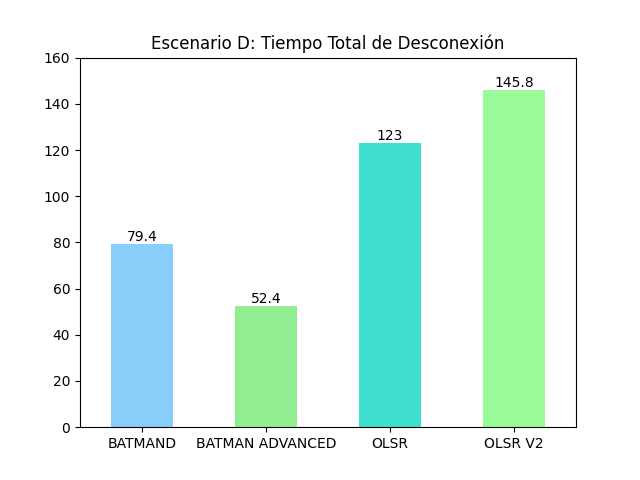 Escenario D: Tiempo Total de Desconexión
160
140
120
100
80
60
40
20
0
79.4
52.4
123
145.8
BATMAND
BATMAN ADVANCED
OLSR
OLSR V2